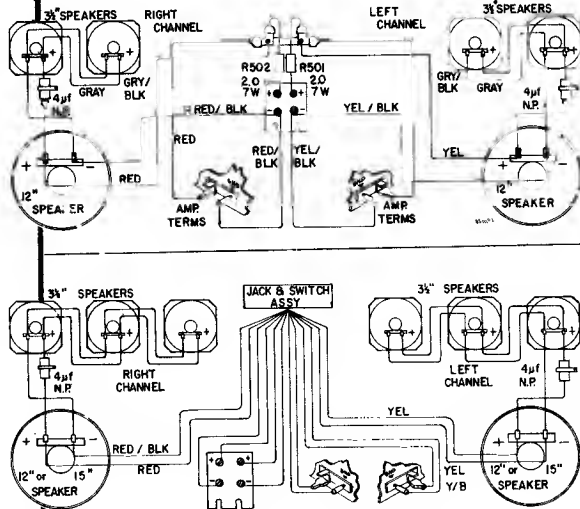 3½" SPEAKERS
RIGHT
CHANNEL
LEFT
CHANNEL
3½" SPEAKERS
GRY/
BLK
GRAY
4μf
N.P.
R502
2.0
7W
R501
2.0
7W
GRY/
BLK
GRAY
4μf
N.P.
RED/ BLK
YEL / BLK
RED
RED/
BLK
YEL/
BLK
YEL
RED
12"
SPEAKER
AMP.
TERMS
AMP.
TERMS
12"
SPEAKER
3½" SPEAKERS
JACK & SWITCH
ASSY
3½" SPEAKERS
4μf
N.P.
RIGHT
CHANNEL
LEFT
CHANNEL
4μf
N.P.
YEL
RED / BLK
RED
YEL
Y/B
12" or 15"
SPEAKER
12" or 15"
SPEAKER